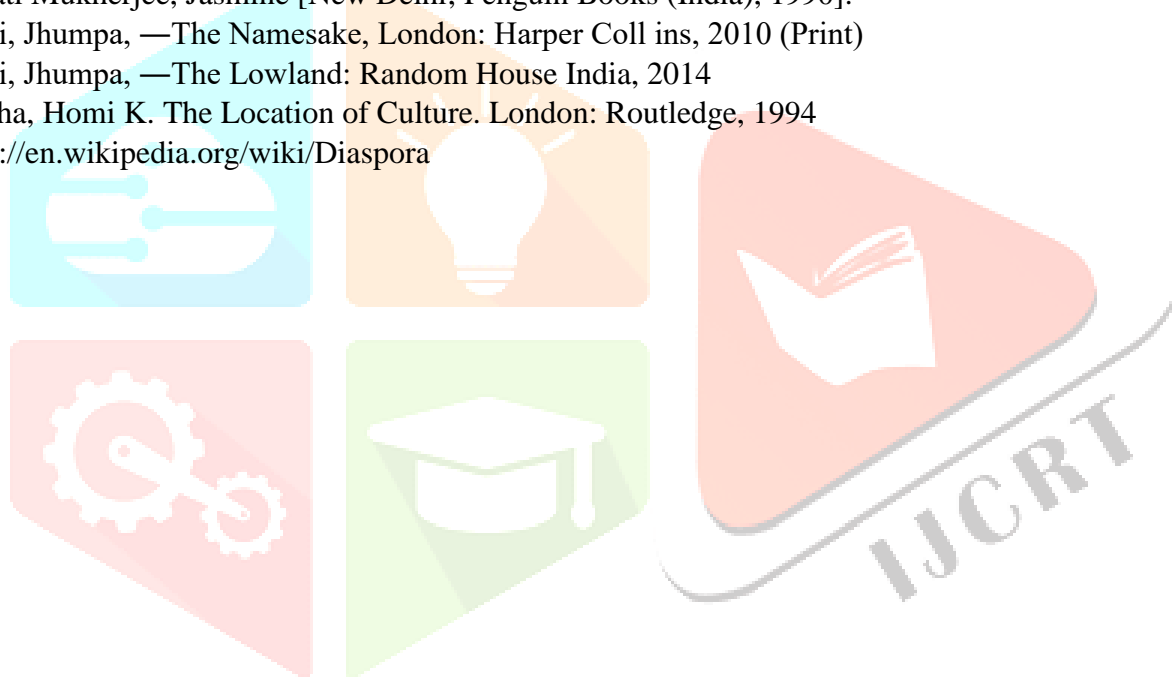 ati Mukherjee, Jasmine [New Delhi, Penguin Books (India), 1990].
i, Jhumpa, ―The Namesake, London: Harper Coll ins, 2010 (Print)
i, Jhumpa, ―The Lowland: Random House India, 2014
ha, Homi K. The Location of Culture. London: Routledge, 1994
://en.wikipedia.org/wiki/Diaspora
IJCRT